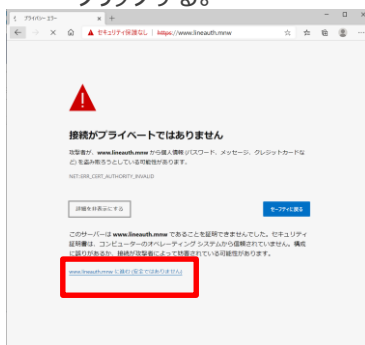 クリックする。
プライバシー エラー
セキュリティ保護なし | https://www.lineauth.mnw
接続がプライベートではありません
攻撃者が、www.lineauth.mnw から個人情報 (パスワード、メッセージ、クレジット カードなど) を盗み取ろうとしている可能性があります。
NET::ERR_CERT_AUTHORITY_INVALID
詳細を非表示にする
セーフティに戻る
このサーバーは www.lineauth.mnw であることを証明できませんでした。セキュリティ
証明書は、コンピューターのオペレーティング システムから信頼されていません。構成
に誤りがあるか、接続が攻撃者によって妨害されている可能性があります。
www.lineauth.mnw に進む (安全ではありません)